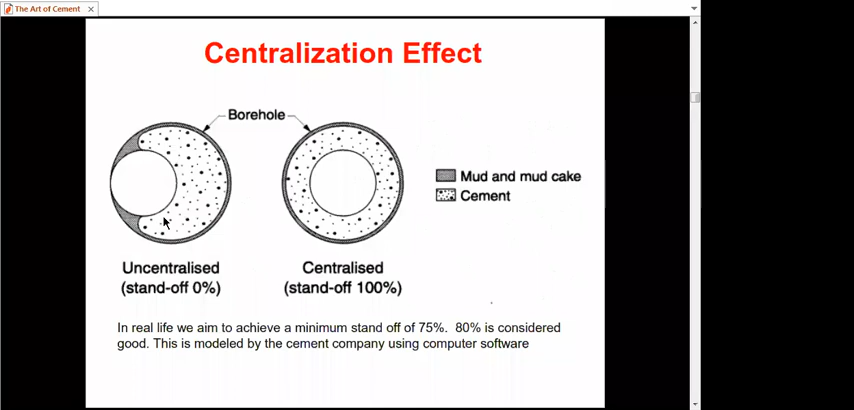 The Art of Cement
Centralization Effect
Borehole
Mud and mud cake
Cement
Uncentralised
(stand-off 0%)
Centralised
(stand-off 100%)
In real life we aim to achieve a minimum stand off of 75%. 80% is considered
good. This is modeled by the cement company using computer software